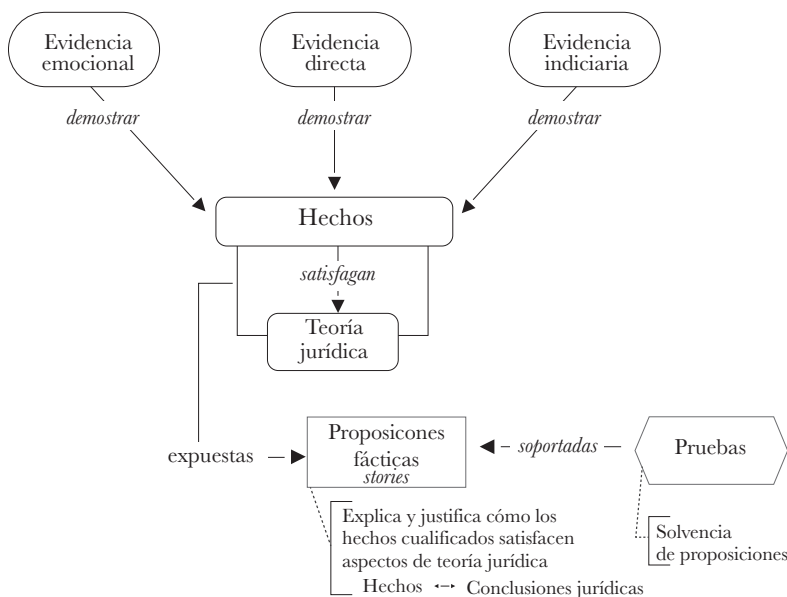 Evidencia
emocional
Evidencia
directa
Evidencia
indiciaria
demostrar
demostrar
demostrar
Hechos
satisfagan
Teoría
jurídica
expuestas
Proposicones
fácticas
stories
soportadas
Pruebas
Explica y justifica cómo los
hechos cualificados satisfacen
aspectos de teoría jurídica
Hechos ↔ Conclusiones jurídicas
Solvencia
de proposiciones